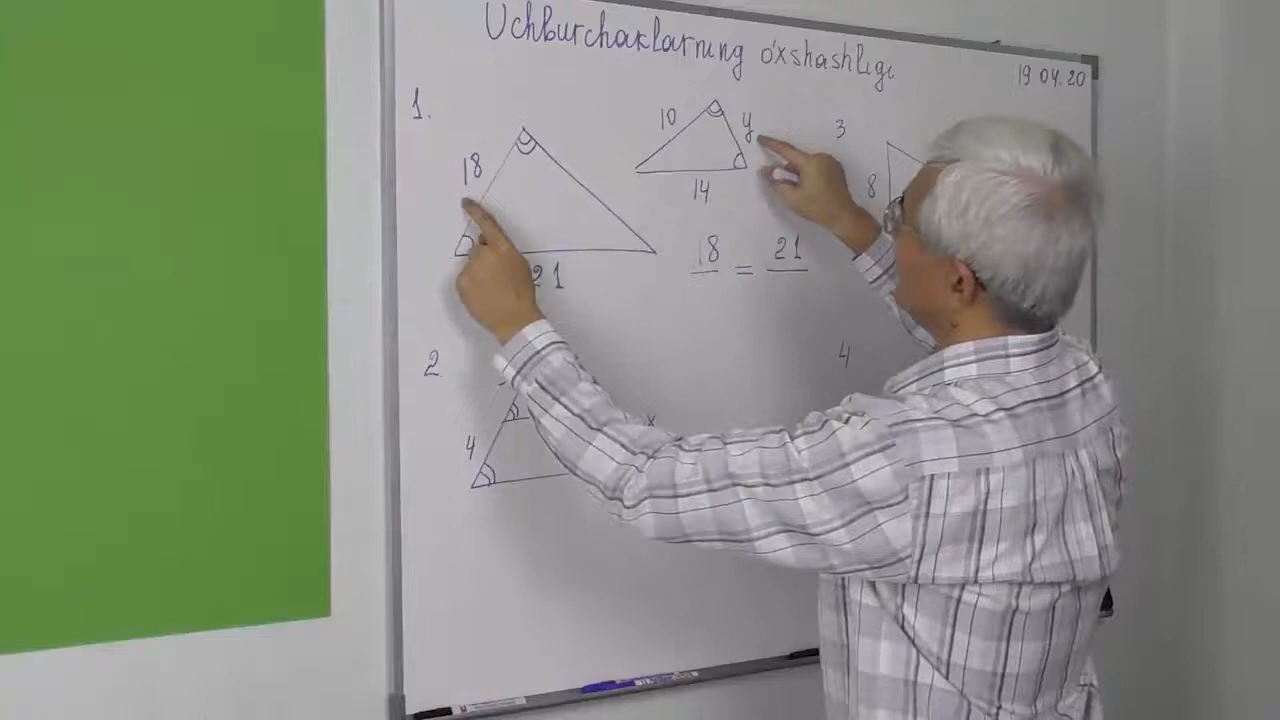 Uchburchaklarning o'xshashligi
19 04.20
1.
18
21
10
y
14
18 = 21
3
8
2
4
x
4